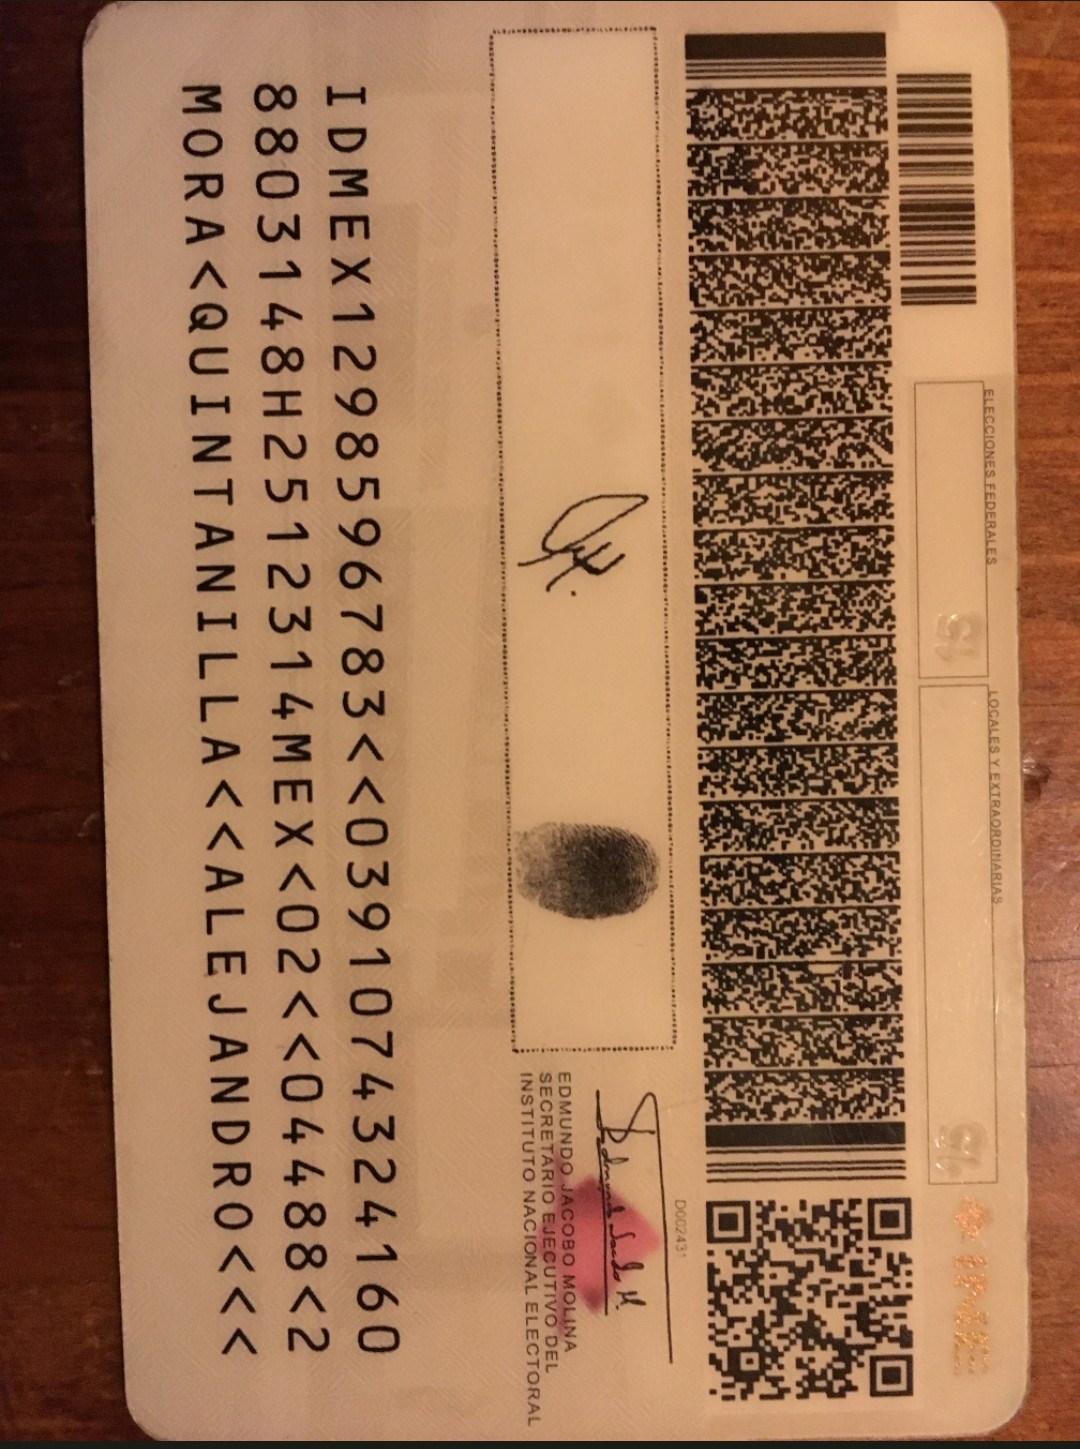 ELECCIONES FEDERALES
LOCALES Y EXTRAORDINARIAS
D002431
EDMUNDO JACOBO MOLINA
SECRETARIO EJECUTIVO DEL
INSTITUTO NACIONAL ELECTORAL
IDMEX1298596783<<0391074324160
8803148H2512314MEX<02<<04488<2
MORA<QUINTANILLA<<ALEJANDRO<<<